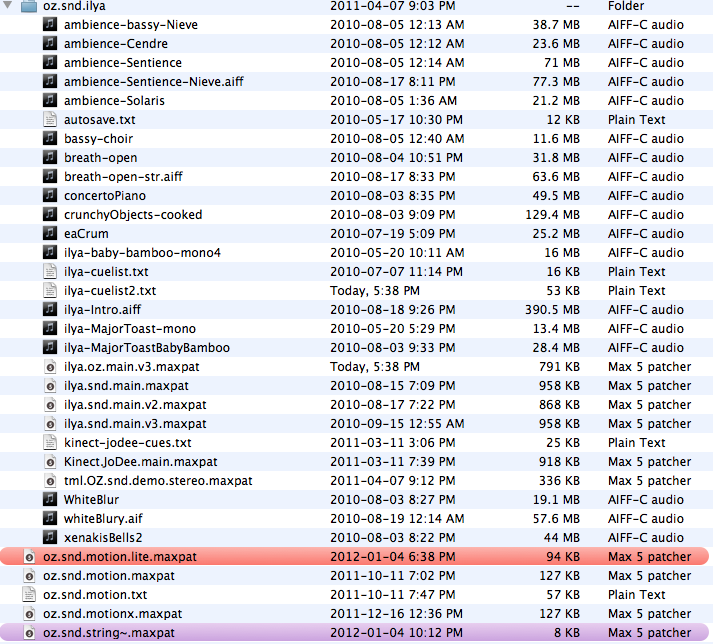 oz.snd.ilya 2011-04-07 9:03 PM -- Folder
ambience-bassy-Nieve 2010-08-05 12:13 AM 38.7 MB AIFF-C audio
ambience-Cendre 2010-08-05 12:12 AM 23.6 MB AIFF-C audio
ambience-Sentience 2010-08-05 12:14 AM 71 MB AIFF-C audio
ambience-Sentience-Nieve.aiff 2010-08-17 8:11 PM 77.3 MB AIFF-C audio
ambience-Solaris 2010-08-05 1:36 AM 21.2 MB AIFF-C audio
autosave.txt 2010-05-17 10:30 PM 12 KB Plain Text
bassy-choir 2010-08-05 12:40 AM 11.6 MB AIFF-C audio
breath-open 2010-08-04 10:51 PM 31.8 MB AIFF-C audio
breath-open-str.aiff 2010-08-17 8:33 PM 63.6 MB AIFF-C audio
concertoPiano 2010-08-03 8:35 PM 49.5 MB AIFF-C audio
crunchyObjects-cooked 2010-08-03 9:09 PM 129.4 MB AIFF-C audio
eaCrum 2010-07-19 5:09 PM 25.2 MB AIFF-C audio
ilya-baby-bamboo-mono4 2010-05-20 10:11 AM 16 MB AIFF-C audio
ilya-cuelist.txt 2010-07-07 11:14 PM 16 KB Plain Text
ilya-cuelist2.txt Today, 5:38 PM 53 KB Plain Text
ilya-Intro.aiff 2010-08-18 9:26 PM 390.5 MB AIFF-C audio
ilya-MajorToast-mono 2010-05-20 5:29 PM 13.4 MB AIFF-C audio
ilya-MajorToastBabyBamboo 2010-08-03 9:33 PM 28.4 MB AIFF-C audio
ilya.oz.main.v3.maxpat Today, 5:38 PM 791 KB Max 5 patcher
ilya.snd.main.maxpat 2010-08-15 7:09 PM 958 KB Max 5 patcher
ilya.snd.main.v2.maxpat 2010-08-17 7:22 PM 868 KB Max 5 patcher
ilya.snd.main.v3.maxpat 2010-09-15 12:55 AM 958 KB Max 5 patcher
kinect-jodee-cues.txt 2011-03-11 3:06 PM 25 KB Plain Text
Kinect.JoDee.main.maxpat 2011-03-11 7:39 PM 918 KB Max 5 patcher
tml.OZ.snd.demo.stereo.maxpat 2011-04-07 9:12 PM 336 KB Max 5 patcher
WhiteBlur 2010-08-03 8:27 PM 19.1 MB AIFF-C audio
whiteBlury.aif 2010-08-19 12:14 AM 57.6 MB AIFF-C audio
xenakisBells2 2010-08-03 8:22 PM 44 MB AIFF-C audio
oz.snd.motion.lite.maxpat 2012-01-04 6:38 PM 94 KB Max 5 patcher
oz.snd.motion.maxpat 2011-10-11 7:02 PM 127 KB Max 5 patcher
oz.snd.motion.txt 2011-10-11 7:47 PM 57 KB Plain Text
oz.snd.motionx.maxpat 2011-12-16 12:36 PM 127 KB Max 5 patcher
oz.snd.string~.maxpat 2012-01-04 10:12 PM 8 KB Max 5 patcher